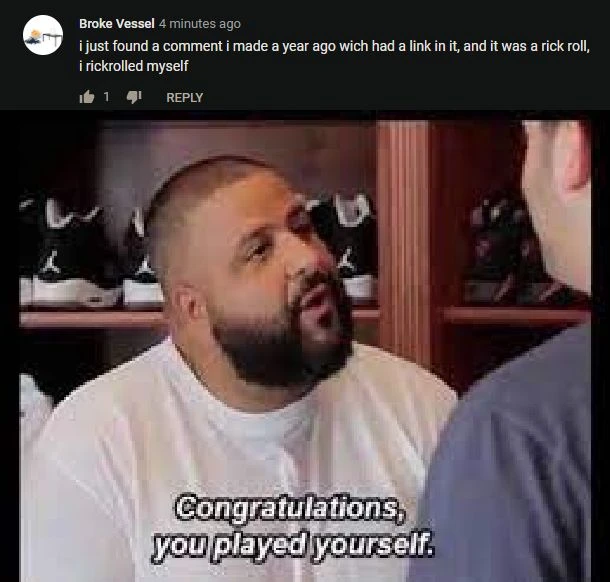 Broke Vessel 4 minutes ago
i just found a comment i made a year ago wich had a link in it, and it was a rick roll,
i rickrolled myself
1 REPLY
Congratulations,
you played yourself.